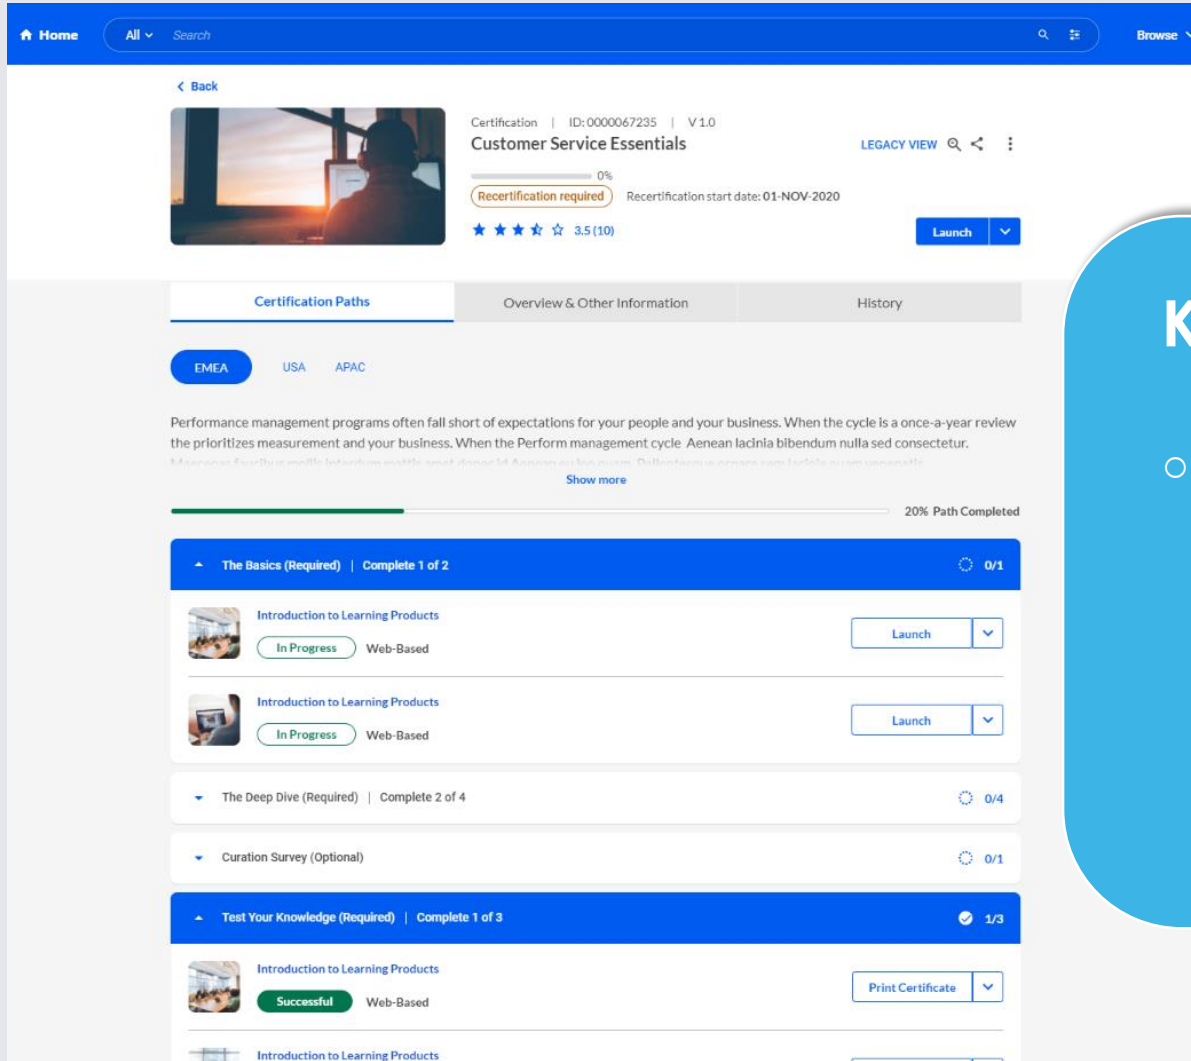 Home
All
Search
Browse
Back
Certification | ID: 0000067235 | V 1.0
Customer Service Essentials
LEGACY VIEW
0%
Recertification required
Recertification start date: 01-NOV-2020
3.5 (10)
Launch
Certification Paths
Overview & Other Information
History
EMEA
USA
APAC
Performance management programs often fall short of expectations for your people and your business. When the cycle is a once-a-year review
the prioritizes measurement and your business. When the Perform management cycle Aenean lacinia bibendum nulla sed consectetur.
Show more
20% Path Completed
The Basics (Required) | Complete 1 of 2
0/1
Introduction to Learning Products
In Progress
Web-Based
Launch
Introduction to Learning Products
In Progress
Web-Based
Launch
The Deep Dive (Required) | Complete 2 of 4
0/4
Curation Survey (Optional)
0/1
Test Your Knowledge (Required) | Complete 1 of 3
1/3
Introduction to Learning Products
Successful
Web-Based
Print Certificate
Introduction to Learning Products
K